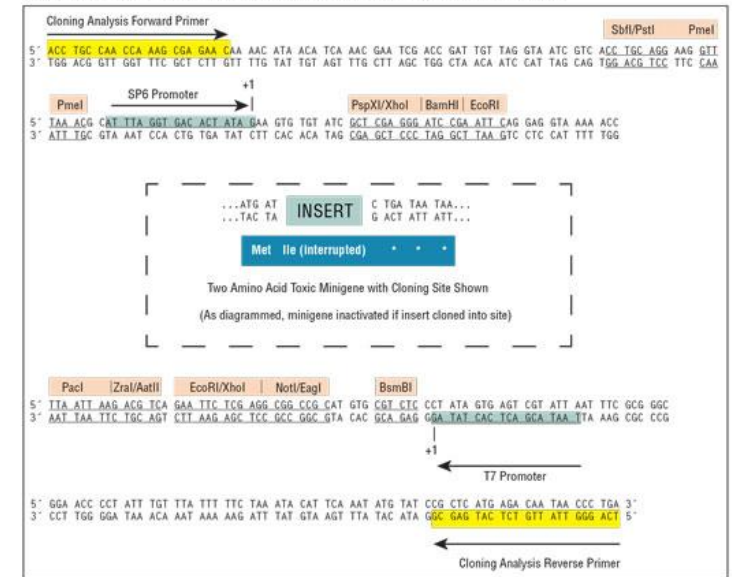 Cloning Analysis Forward Primer
SbfI/PstI PmeI
5´ ACC TGC CAA CCA AAG CGA GAA CAA AAC ATA ACA TCA AAC GAA TCG ACC GAT TGT TAG GTA ATC GTC ACC TGC AGG AAG GTT
3´ TGG ACG GTT GGT TTC GCT CTT GTT TTG TAT TGT AGT TTG CTT AGC TGG CTA ACA ATC CAT TAG CAG TGG ACG TCC TTC CAA
PmeI SP6 Promoter +1 PspXI/XhoI BamHI EcoRI
5´ TAA ACG CAT TTA GGT GAC ACT ATA GAA GTG TGT ATC GCT CGA GGG ATC CGA ATT CAG GAG GTA AAA ACC
3´ ATT TGC GTA AAT CCA CTG TGA TAT CTT CAC ACA TAG CGA GCT CCC TAG GCT TAA GTC CTC CAT TTT TGG
...ATG AT INSERT C TGA TAA TAA...
...TAC TA G ACT ATT ATT...
Met Ile (interrupted) * * *
Two Amino Acid Toxic Minigene with Cloning Site Shown
(As diagrammed, minigene inactivated if insert cloned into site)
PacI ZraI/AatII EcoRI/XhoI NotI/EagI BsmBI
5´ TTA ATT AAG ACG TCA GAA TTC TCG AGG CGG CCG CAT GTG CGT CTC CCT ATA GTG AGT CGT ATT AAT TTC GCG GGC
3´ AAT TAA TTC TGC AGT CTT AAG AGC TCC GCC GGC GTA CAC GCA GAG GGA TAT CAC TCA GCA TAA TTA AAG CGC CCG
+1
T7 Promoter
5´ GGA ACC CCT ATT TGT TTA TTT TTC TAA ATA CAT TCA AAT ATG TAT CCG CTC ATG AGA CAA TAA CCC TGA 3´
3´ CCT TGG GGA TAA ACA AAT AAA AAG ATT TAT GTA AGT TTA TAC ATA GGC GAG TAC TCT GTT ATT GGG ACT 5´
Cloning Analysis Reverse Primer